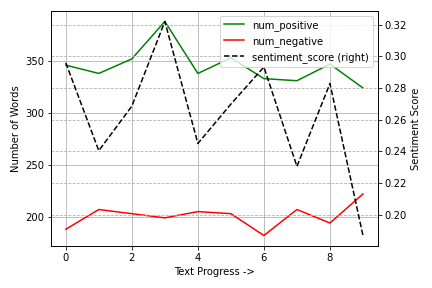 num_positive
num_negative
sentiment_score (right)
Number of Words
350
300
250
200
0.32
0.30
0.28
0.26
0.24
0.22
0.20
Sentiment Score
0 2 4 6 8
Text Progress ->